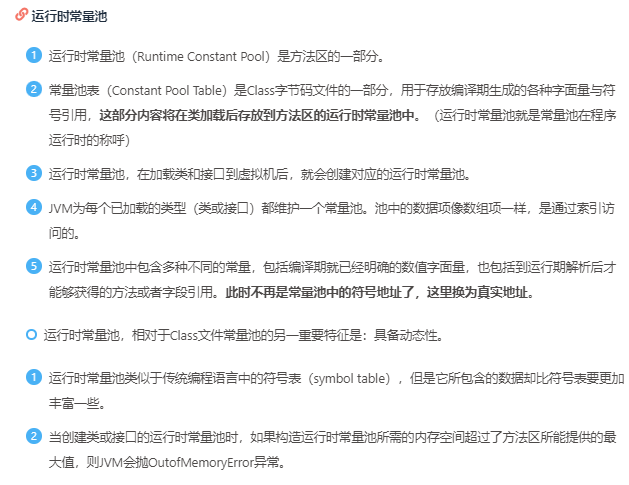 运行时常量池
1 运行时常量池（Runtime Constant Pool）是方法区的一部分。
2 常量池表（Constant Pool Table）是Class字节码文件的一部分，用于存放编译期生成的各种字面量与符
号引用，这部分内容将在类加载后存放到方法区的运行时常量池中。（运行时常量池就是常量池在程序
运行时的称呼）
3 运行时常量池，在加载类和接口到虚拟机后，就会创建对应的运行时常量池。
4 JVM为每个已加载的类型（类或接口）都维护一个常量池。池中的数据项像数组项一样，是通过索引访
问的。
5 运行时常量池中包含多种不同的常量，包括编译期就已经明确的数值字面量，也包括到运行期解析后才
能够获得的方法或者字段引用。此时不再是常量池中的符号地址了，这里换为真实地址。
运行时常量池，相对于Class文件常量池的另一重要特征是：具备动态性。
1 运行时常量池类似于传统编程语言中的符号表（symbol table），但是它所包含的数据却比符号表要更加
丰富一些。
2 当创建类或接口的运行时常量池时，如果构造运行时常量池所需的内存空间超过了方法区所能提供的最
大值，则JVM会抛OutofMemoryError异常。